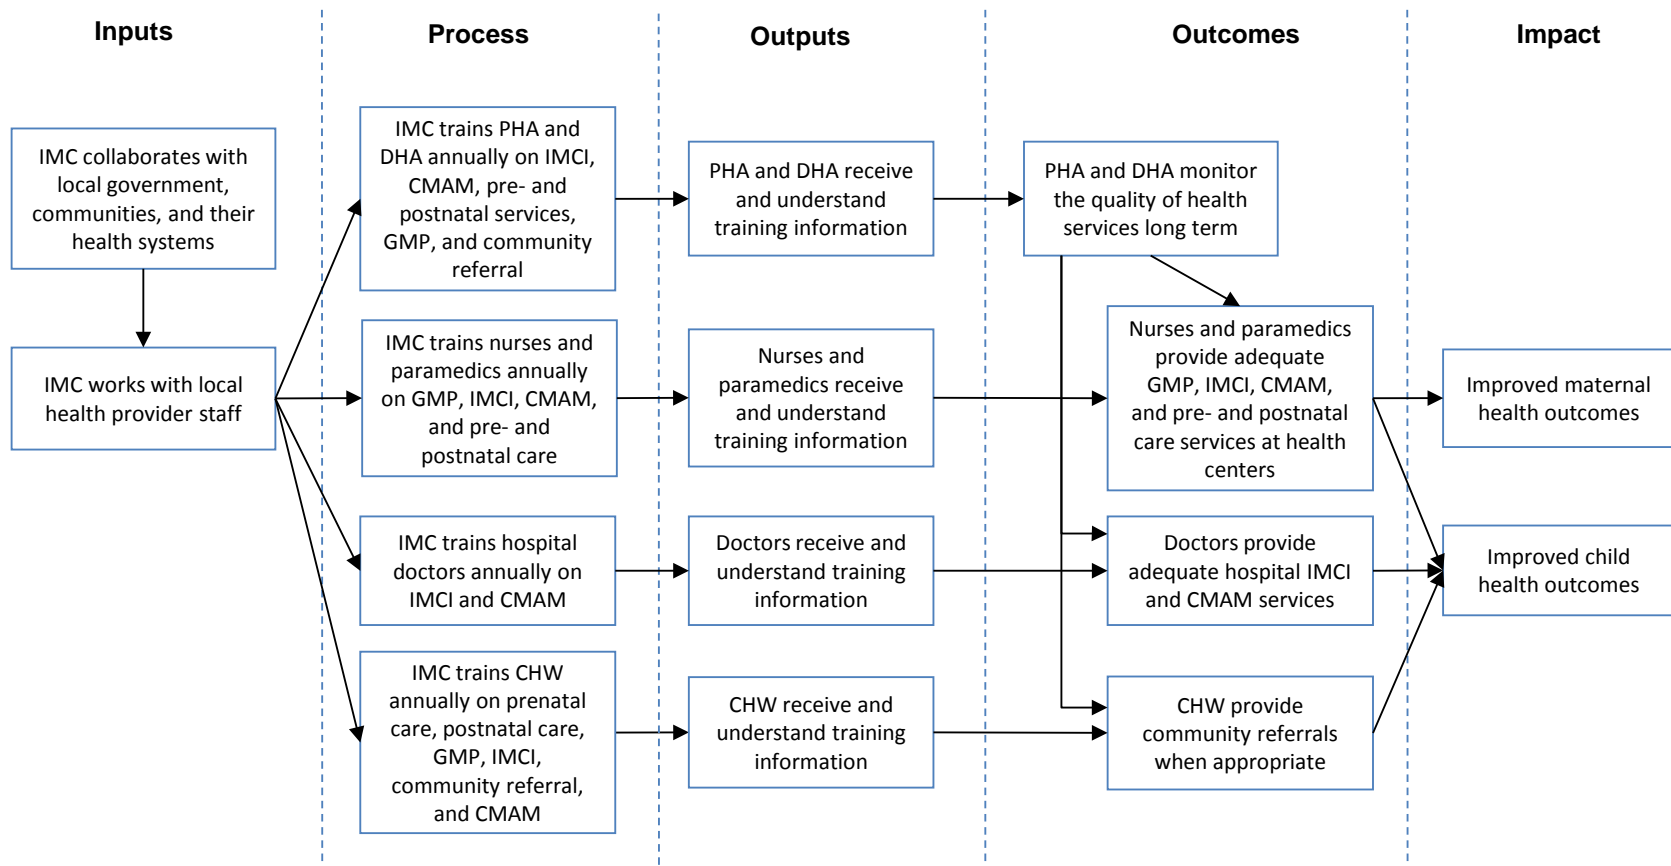 Inputs
Process
Outputs
Outcomes
Impact
IMC collaborates with
local government,
communities, and their
health systems
IMC works with local
health provider staff
IMC trains PHA and
DHA annually on IMCI,
CMAM, pre- and
postnatal services,
GMP, and community
referral
IMC trains nurses and
paramedics annually
on GMP, IMCI, CMAM,
and pre- and
postnatal care
IMC trains hospital
doctors annually on
IMCI and CMAM
IMC trains CHW
annually on prenatal
care, postnatal care,
GMP, IMCI,
community referral,
and CMAM
PHA and DHA receive
and understand
training information
Nurses and
paramedics receive
and understand
training information
Doctors receive and
understand training
information
CHW receive and
understand training
information
PHA and DHA monitor
the quality of health
services long term
Nurses and paramedics
provide adequate
GMP, IMCI, CMAM,
and pre- and postnatal
care services at health
centers
Doctors provide
adequate hospital IMCI
and CMAM services
CHW provide
community referrals
when appropriate
Improved maternal
health outcomes
Improved child
health outcomes